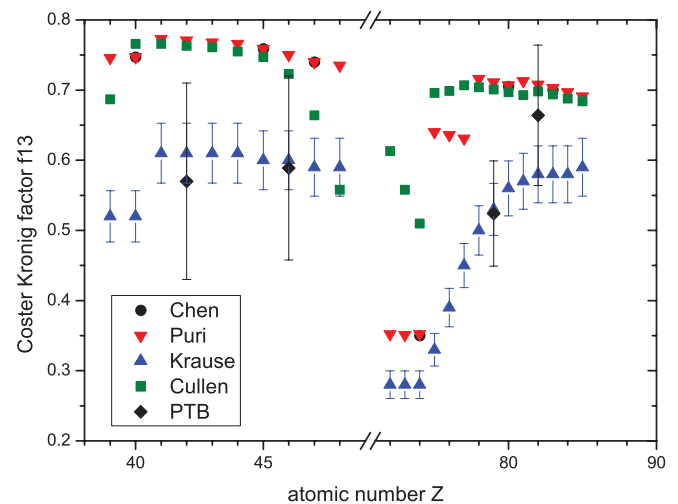 0.8
0.7
0.6
0.5
0.4
0.3
0.2
Coster Kronig factor f13
Chen
Puri
Krause
Cullen
PTB
40 45 80 90
atomic number Z